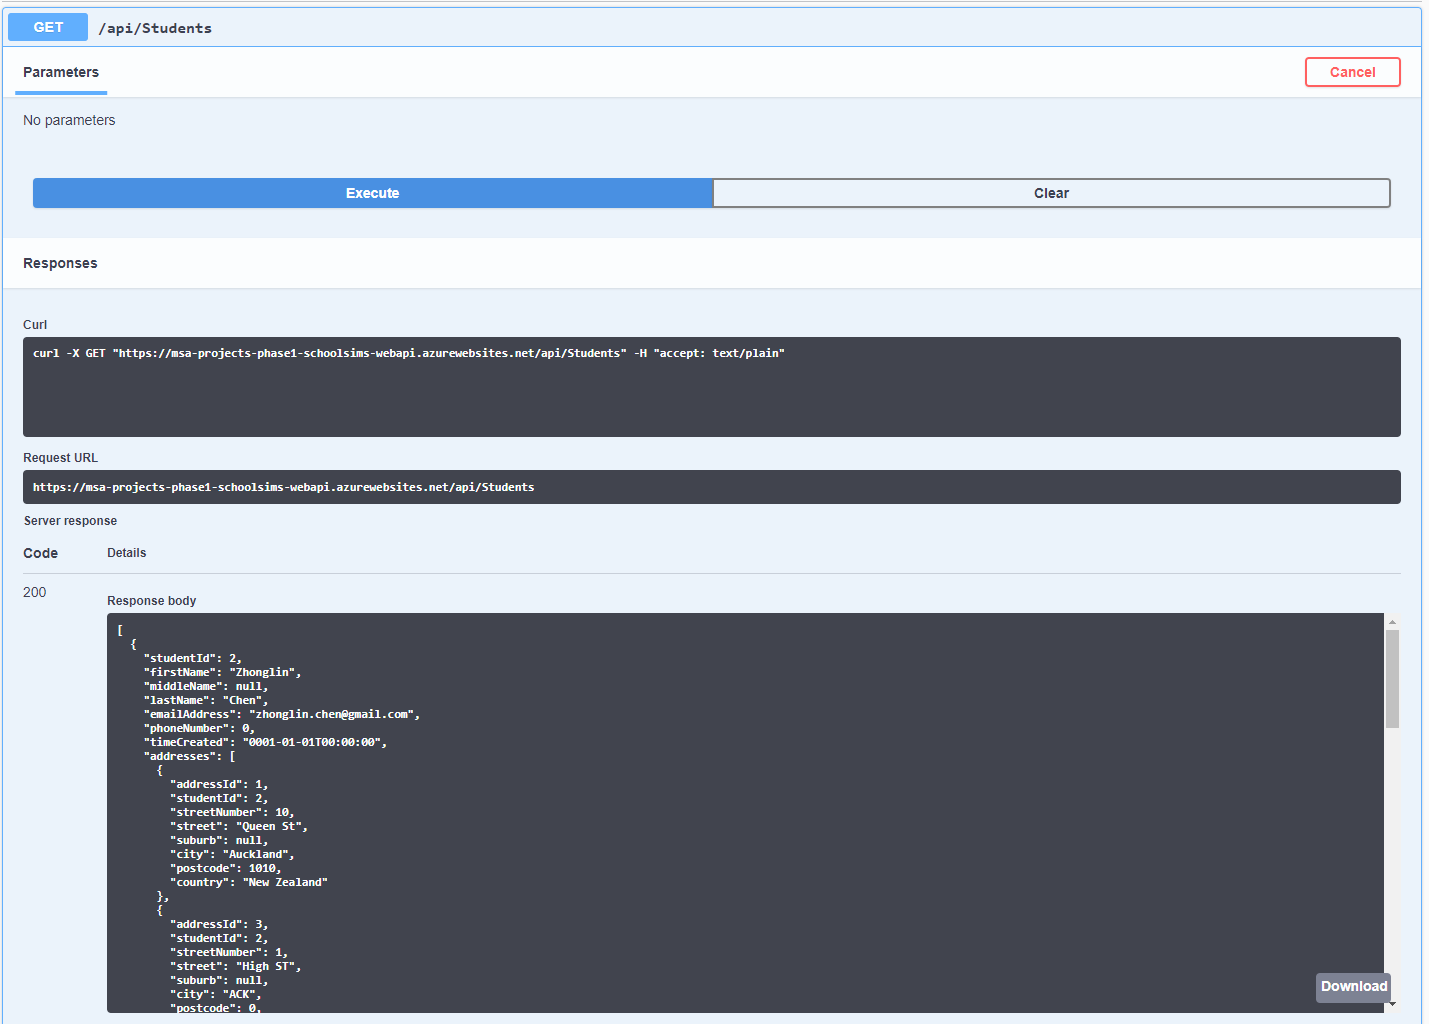 GET /api/Students
Parameters
Cancel
No parameters
Execute
Clear
Responses
Curl
curl -X GET "https://msa-projects-phase1-schoolsims-webapi.azurewebsites.net/api/Students" -H "accept: text/plain"
Request URL
https://msa-projects-phase1-schoolsims-webapi.azurewebsites.net/api/Students
Server response
Code Details
200
Response body
[
  {
    "studentId": 2,
    "firstName": "Zhonglin",
    "middleName": null,
    "lastName": "Chen",
    "emailAddress": "zhonglin.chen@gmail.com",
    "phoneNumber": 0,
    "timeCreated": "0001-01-01T00:00:00",
    "addresses": [
      {
        "addressId": 1,
        "studentId": 2,
        "streetNumber": 10,
        "street": "Queen St",
        "suburb": null,
        "city": "Auckland",
        "postcode": 1010,
        "country": "New Zealand"
      },
      {
        "addressId": 3,
        "studentId": 2,
        "streetNumber": 1,
        "street": "High ST",
        "suburb": null,
        "city": "ACK",
        "postcode": 0,
Download